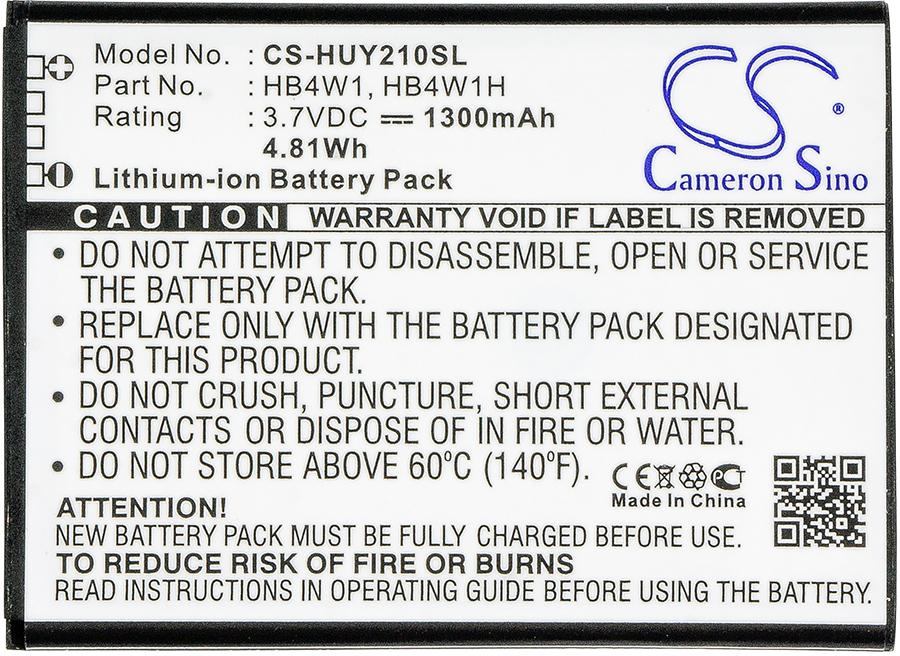 Model No. : CS-HUY210SL
Part No. : HB4W1, HB4W1H
Rating : 3.7VDC 1300mAh
4.81Wh
Lithium-ion Battery Pack
CS ®
Cameron Sino
CAUTION WARRANTY VOID IF LABEL IS REMOVED
• DO NOT ATTEMPT TO DISASSEMBLE, OPEN OR SERVICE
THE BATTERY PACK.
• REPLACE ONLY WITH THE BATTERY PACK DESIGNATED
FOR THIS PRODUCT.
• DO NOT CRUSH, PUNCTURE, SHORT EXTERNAL
CONTACTS OR DISPOSE OF IN FIRE OR WATER.
• DO NOT STORE ABOVE 60°C (140°F).
CE PCT
Made In China
ATTENTION!
NEW BATTERY PACK MUST BE FULLY CHARGED BEFORE USE.
TO REDUCE RISK OF FIRE OR BURNS
READ INSTRUCTIONS IN OPERATING GUIDE BEFORE USING THE PRODUCT.